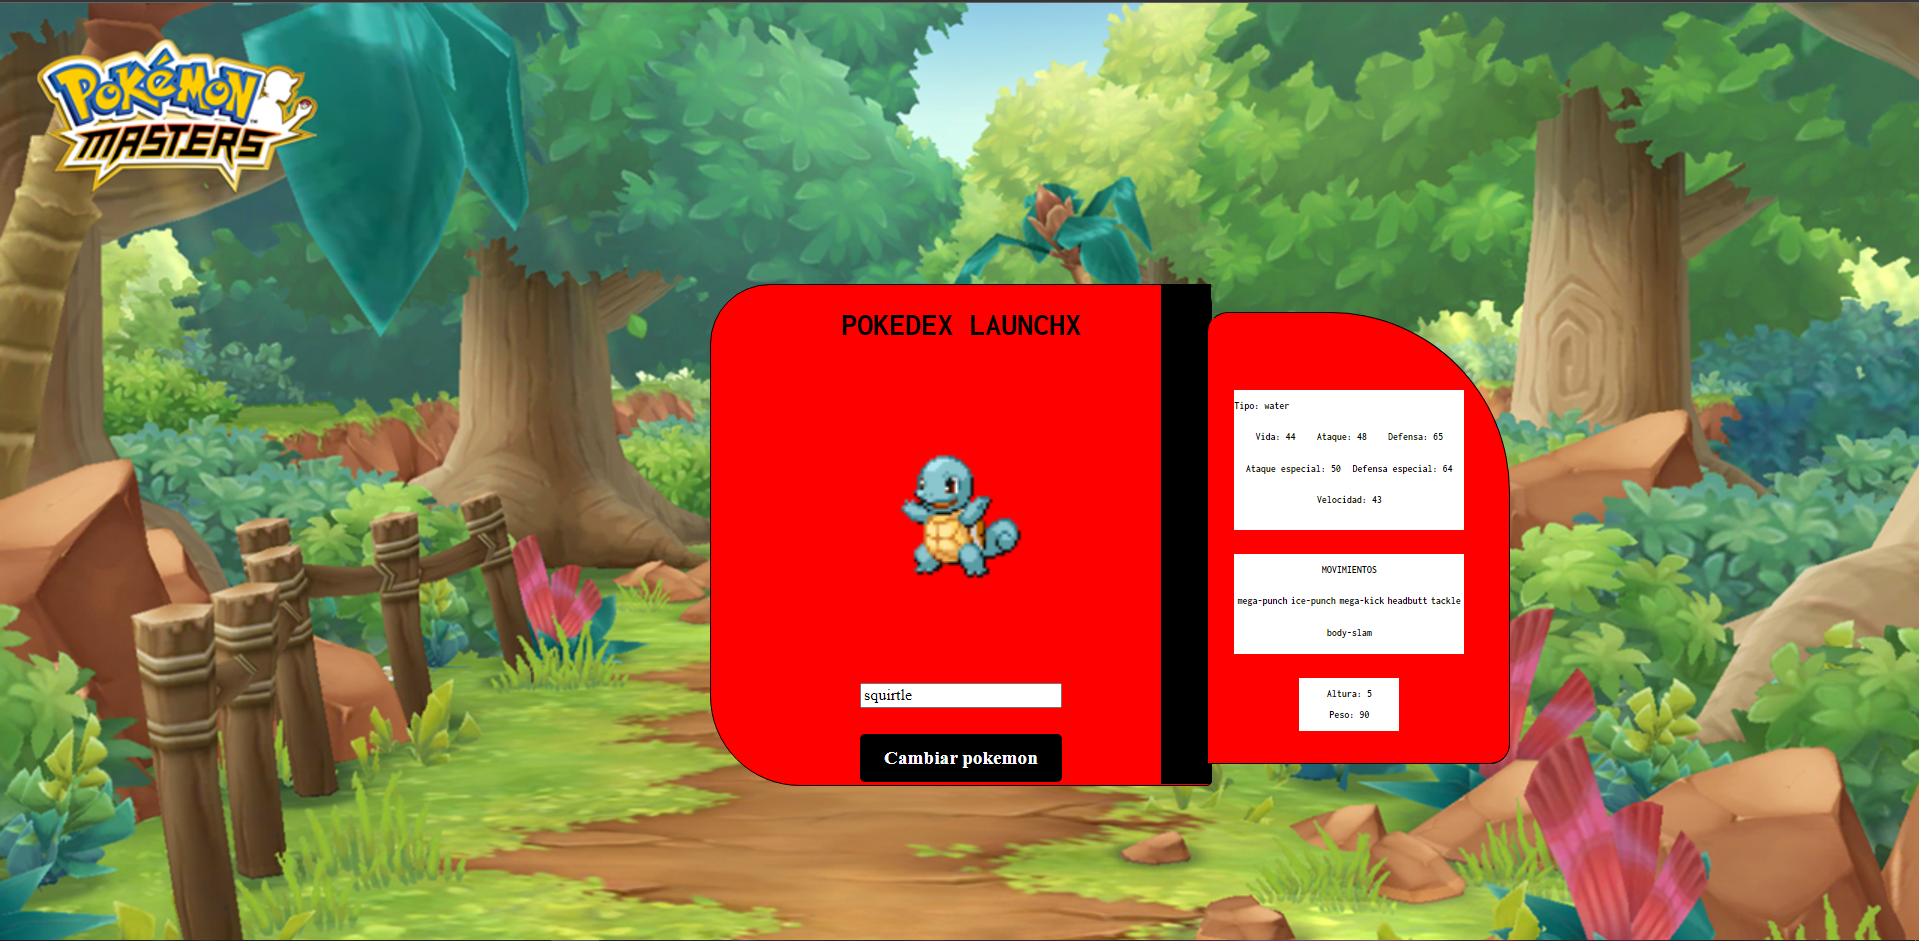 POKÉMON
MASTERS
POKEDEX LAUNCHX
squirtle
Cambiar pokemon
Tipo: water
Vida: 44 Ataque: 48 Defensa: 65
Ataque especial: 50 Defensa especial: 64
Velocidad: 43
MOVIMIENTOS
mega-punch ice-punch mega-kick headbutt tackle
body-slam
Altura: 5
Peso: 90